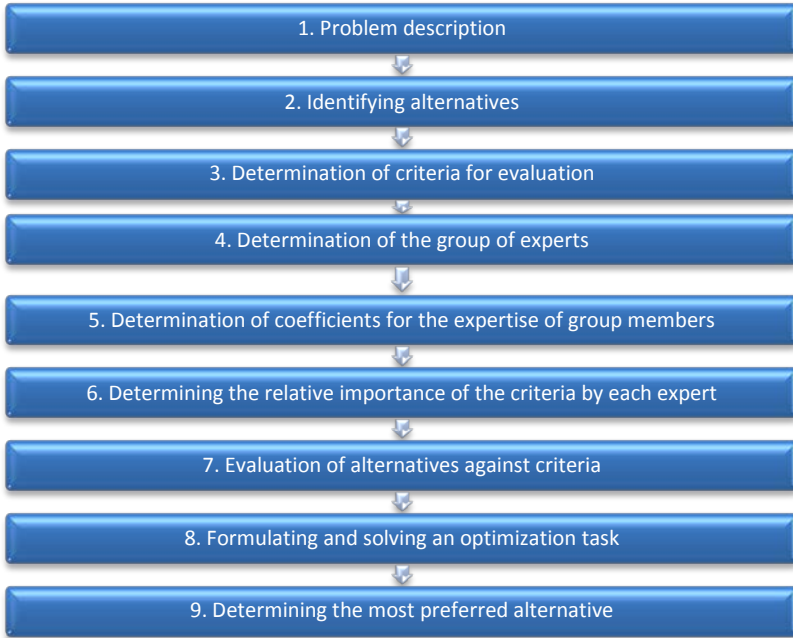 1. Problem description
2. Identifying alternatives
3. Determination of criteria for evaluation
4. Determination of the group of experts
5. Determination of coefficients for the expertise of group members
6. Determining the relative importance of the criteria by each expert
7. Evaluation of alternatives against criteria
8. Formulating and solving an optimization task
9. Determining the most preferred alternative